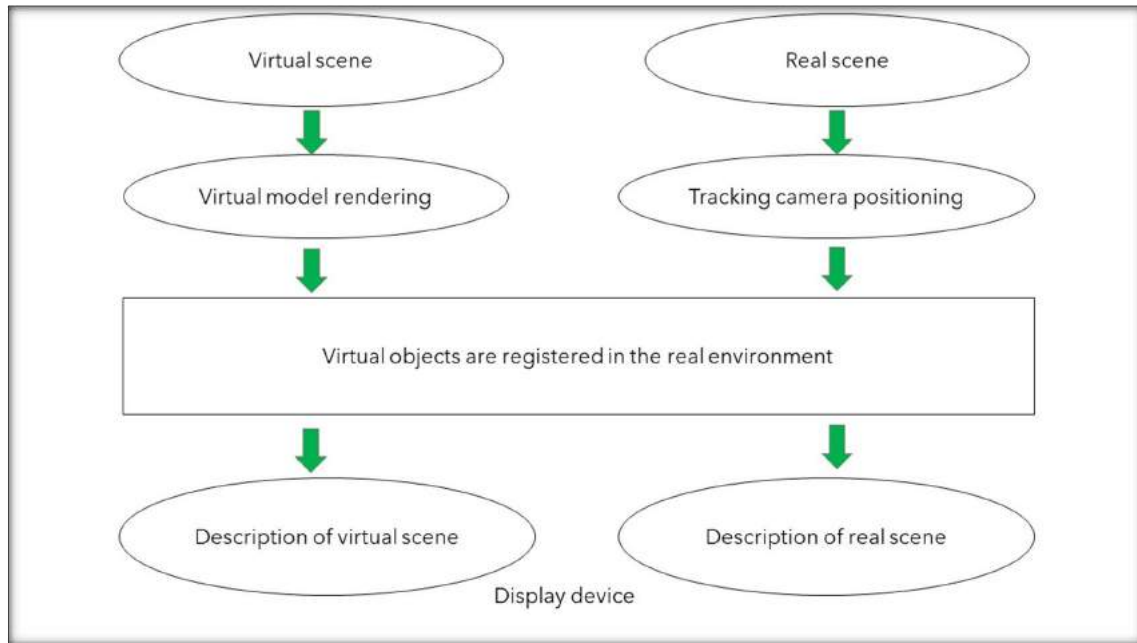 Virtual scene
Real scene
Virtual model rendering
Tracking camera positioning
Virtual objects are registered in the real environment
Description of virtual scene
Description of real scene
Display device